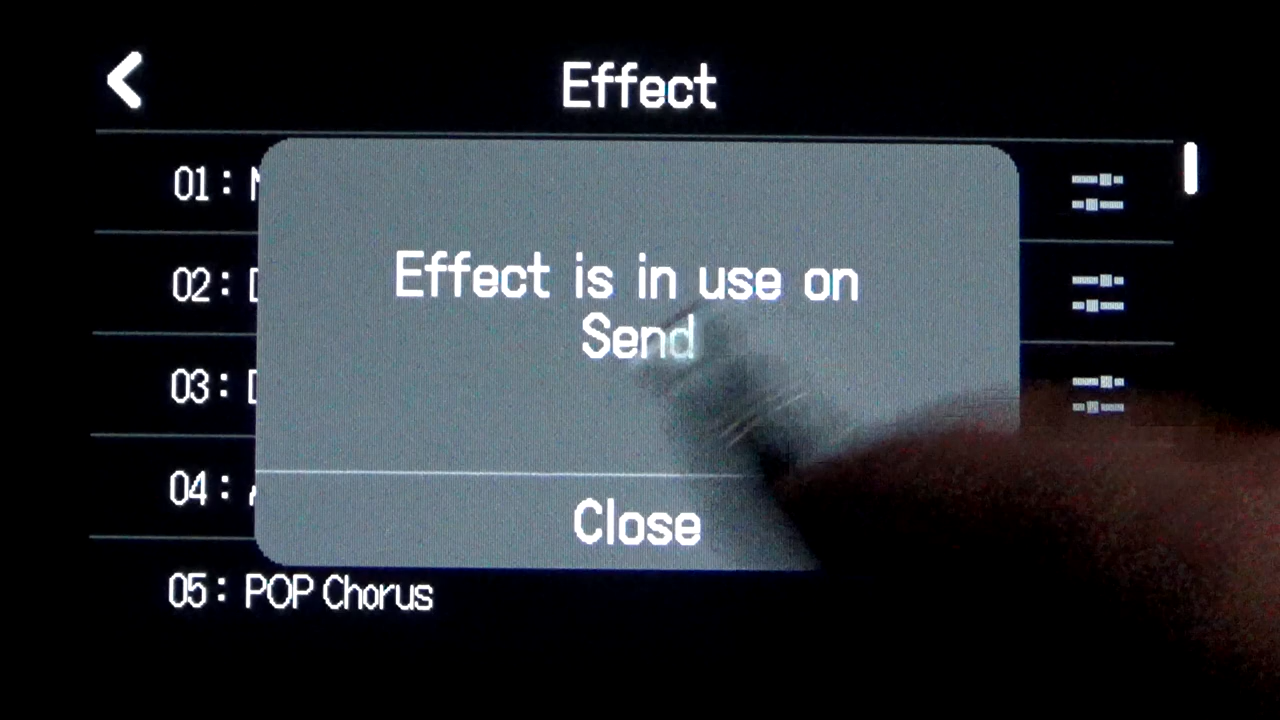 Effect
01:
02:
03:
04:
05: POP Chorus
Effect is in use on
Send
Close